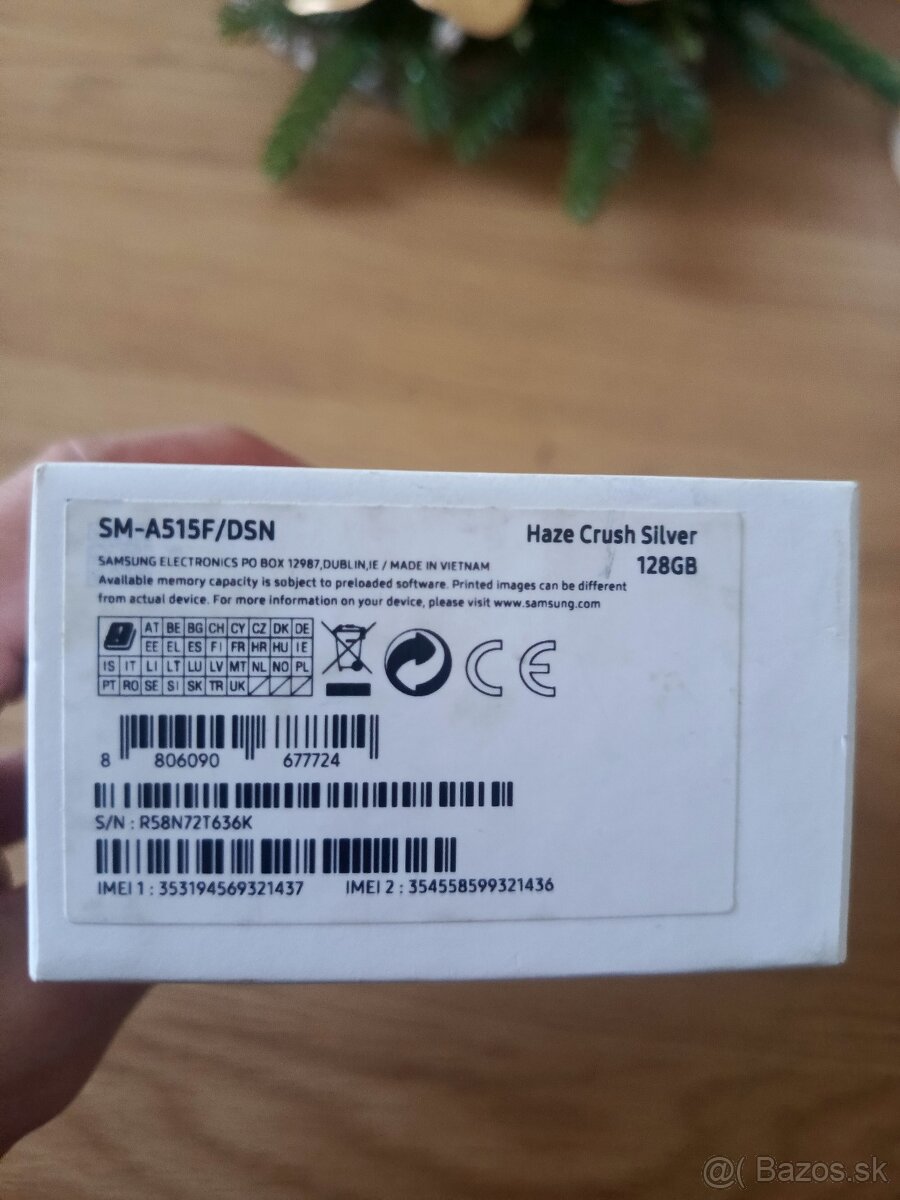 SM-A515F/DSN
Haze Crush Silver
128GB
SAMSUNG ELECTRONICS PO BOX 12987,DUBLIN,IE / MADE IN VIETNAM
Available memory capacity is subject to preloaded software. Printed images can be different
from actual device. For more information on your device, please visit www.samsung.com
AT BE BG CH CY CZ DK DE
EE EL ES FI FR HR HU IE
IS IT LI LT LU LV MT NL NO PL
PT RO SE SI SK TR UK
CE
8 806090 677724
S/N : R58N72T636K
IMEI 1 : 353194569321437 IMEI 2 : 354558599321436
@( Bazos.sk